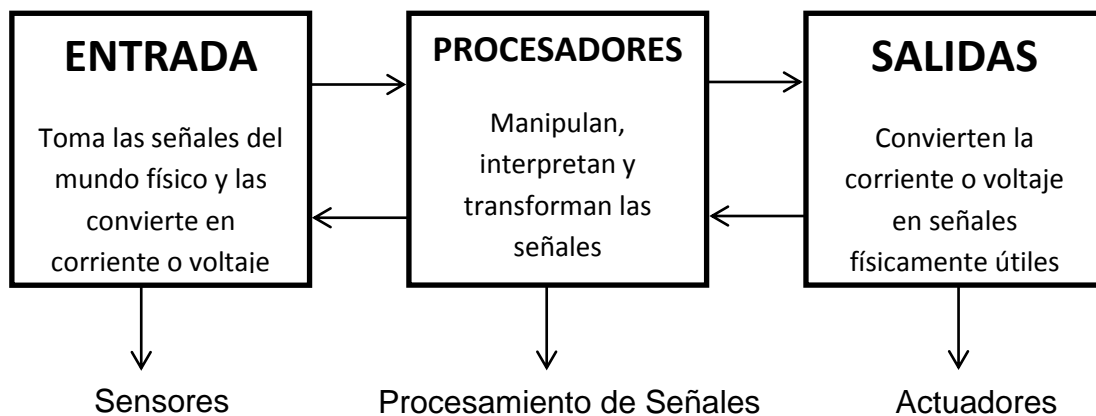 ENTRADA
Toma las señales del
mundo físico y las
convierte en
corriente o voltaje
PROCESADORES
Manipulan,
interpretan y
transforman las
señales
SALIDAS
Convierten la
corriente o voltaje
en señales
físicamente útiles
Sensores
Procesamiento de Señales
Actuadores